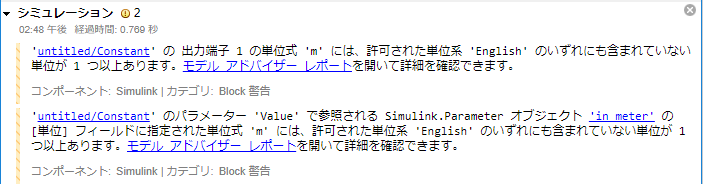 シミュレーション 2
02:48 午後 経過時間: 0.769 秒
'untitled/Constant' の 出力端子 1 の単位式 'm' には、許可された単位系 'English' のいずれにも含まれていない
単位が 1 つ以上あります。モデル アドバイザー レポートを開いて詳細を確認できます。
コンポーネント: Simulink | カテゴリ: Block 警告
'untitled/Constant' のパラメーター 'Value' で参照される Simulink.Parameter オブジェクト 'in_meter' の
[単位] フィールドに指定された単位式 'm' には、許可された単位系 'English' のいずれにも含まれていない単位が 1
つ以上あります。モデル アドバイザー レポートを開いて詳細を確認できます。
コンポーネント: Simulink | カテゴリ: Block 警告